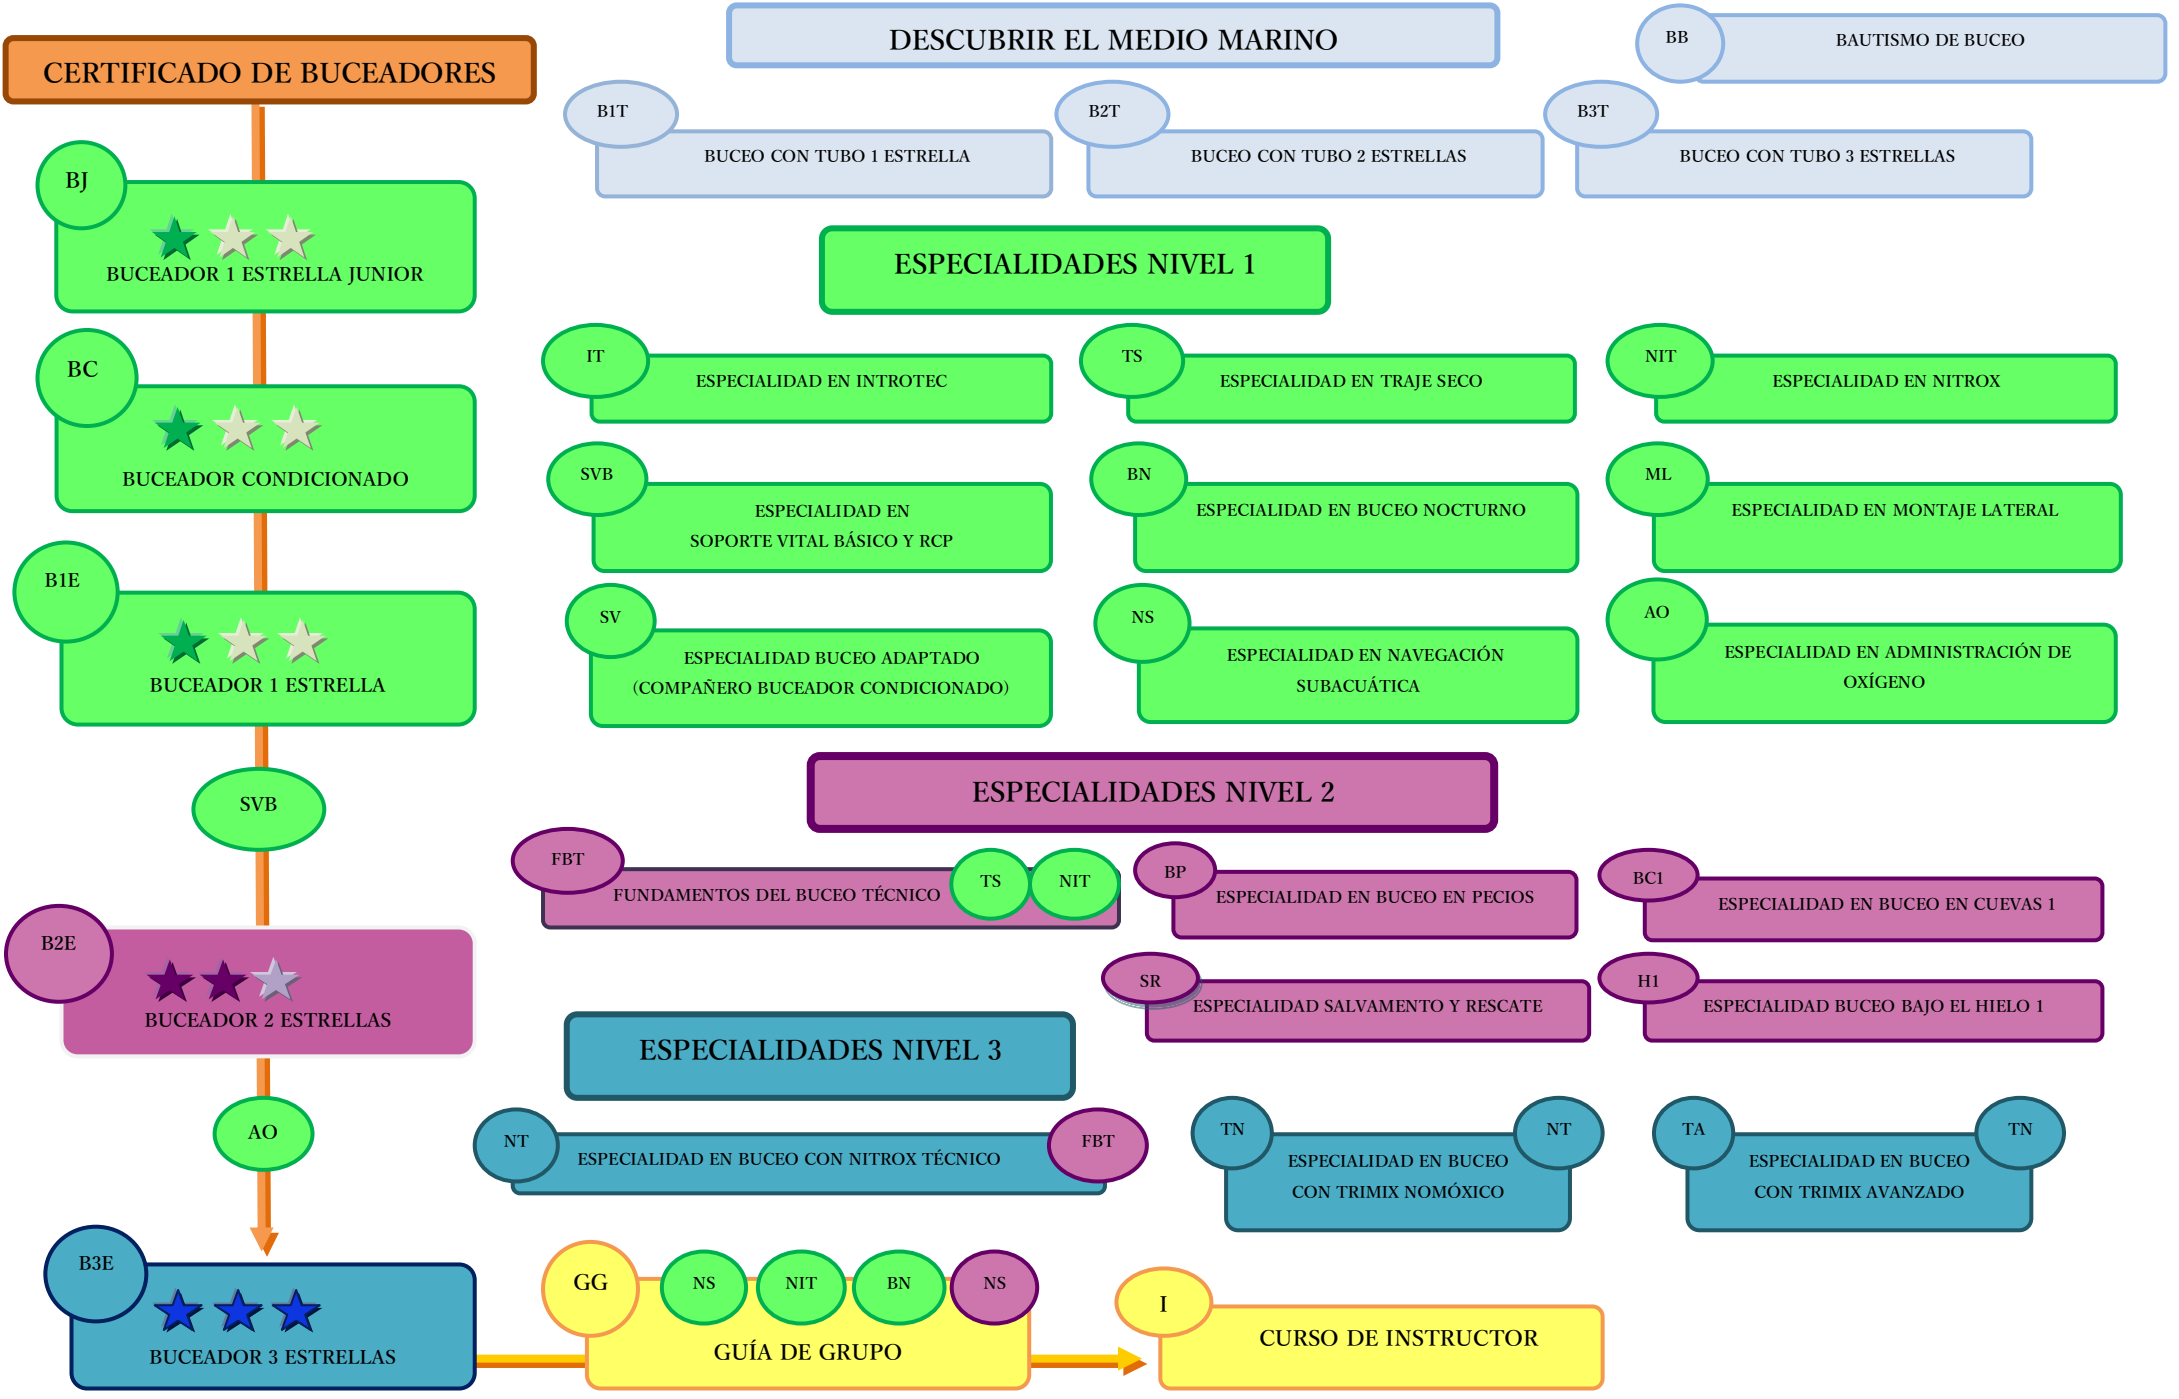 CERTIFICADO DE BUCEADORES
BJ
BUCEADOR 1 ESTRELLA JUNIOR
BC
BUCEADOR CONDICIONADO
B1E
BUCEADOR 1 ESTRELLA
SVB
B2E
BUCEADOR 2 ESTRELLAS
AO
B3E
BUCEADOR 3 ESTRELLAS
DESCUBRIR EL MEDIO MARINO
BB
BAUTISMO DE BUCEO
B1T
BUCEO CON TUBO 1 ESTRELLA
B2T
BUCEO CON TUBO 2 ESTRELLAS
B3T
BUCEO CON TUBO 3 ESTRELLAS
ESPECIALIDADES NIVEL 1
IT
ESPECIALIDAD EN INTROTEC
TS
ESPECIALIDAD EN TRAJE SECO
NIT
ESPECIALIDAD EN NITROX
SVB
ESPECIALIDAD EN
SOPORTE VITAL BÁSICO Y RCP
BN
ESPECIALIDAD EN BUCEO NOCTURNO
ML
ESPECIALIDAD EN MONTAJE LATERAL
SV
ESPECIALIDAD BUCEO ADAPTADO
(COMPAÑERO BUCEADOR CONDICIONADO)
NS
ESPECIALIDAD EN NAVEGACIÓN
SUBACUÁTICA
AO
ESPECIALIDAD EN ADMINISTRACIÓN DE
OXÍGENO
ESPECIALIDADES NIVEL 2
FBT
FUNDAMENTOS DEL BUCEO TÉCNICO
TS
NIT
BP
ESPECIALIDAD EN BUCEO EN PECIOS
BC1
ESPECIALIDAD EN BUCEO EN CUEVAS 1
SR
ESPECIALIDAD SALVAMENTO Y RESCATE
H1
ESPECIALIDAD BUCEO BAJO EL HIELO 1
ESPECIALIDADES NIVEL 3
NT
ESPECIALIDAD EN BUCEO CON NITROX TÉCNICO
FBT
TN
ESPECIALIDAD EN BUCEO
CON TRIMIX NOMÓXICO
NT
TA
ESPECIALIDAD EN BUCEO
CON TRIMIX AVANZADO
TN
GG
NS
NIT
BN
NS
GUÍA DE GRUPO
I
CURSO DE INSTRUCTOR